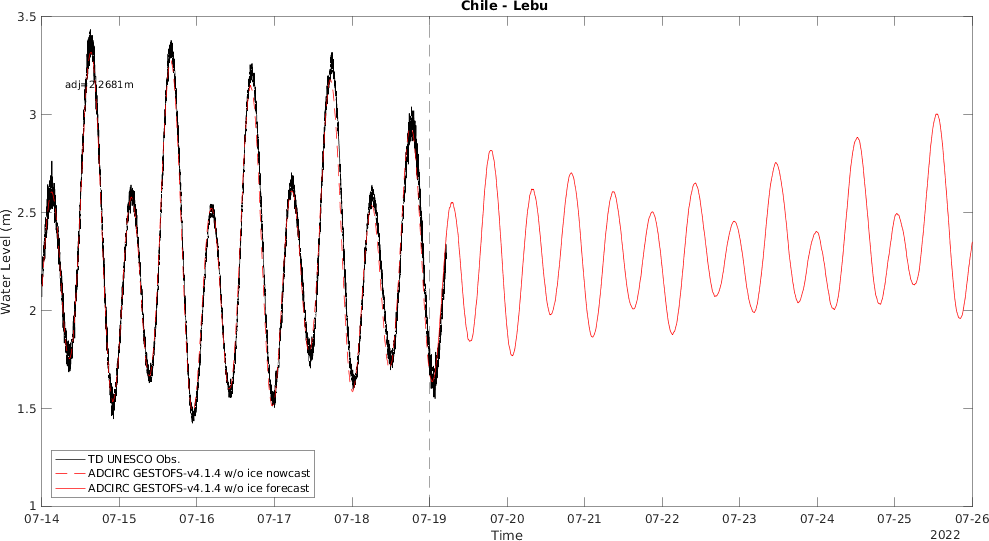 Chile - Lebu
3.5
3
2.5
2
1.5
1
Water Level (m)
adj=2.2681m
TD UNESCO Obs.
ADCIRC GESTOFS-v4.1.4 w/o ice nowcast
ADCIRC GESTOFS-v4.1.4 w/o ice forecast
07-14 07-15 07-16 07-17 07-18 07-19 07-20 07-21 07-22 07-23 07-24 07-25 07-26
Time
2022